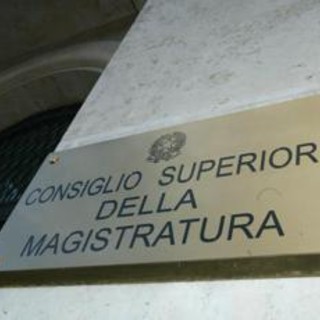 CONSIGLIO SUPERIOR
DELLA
MAGISTRATURA